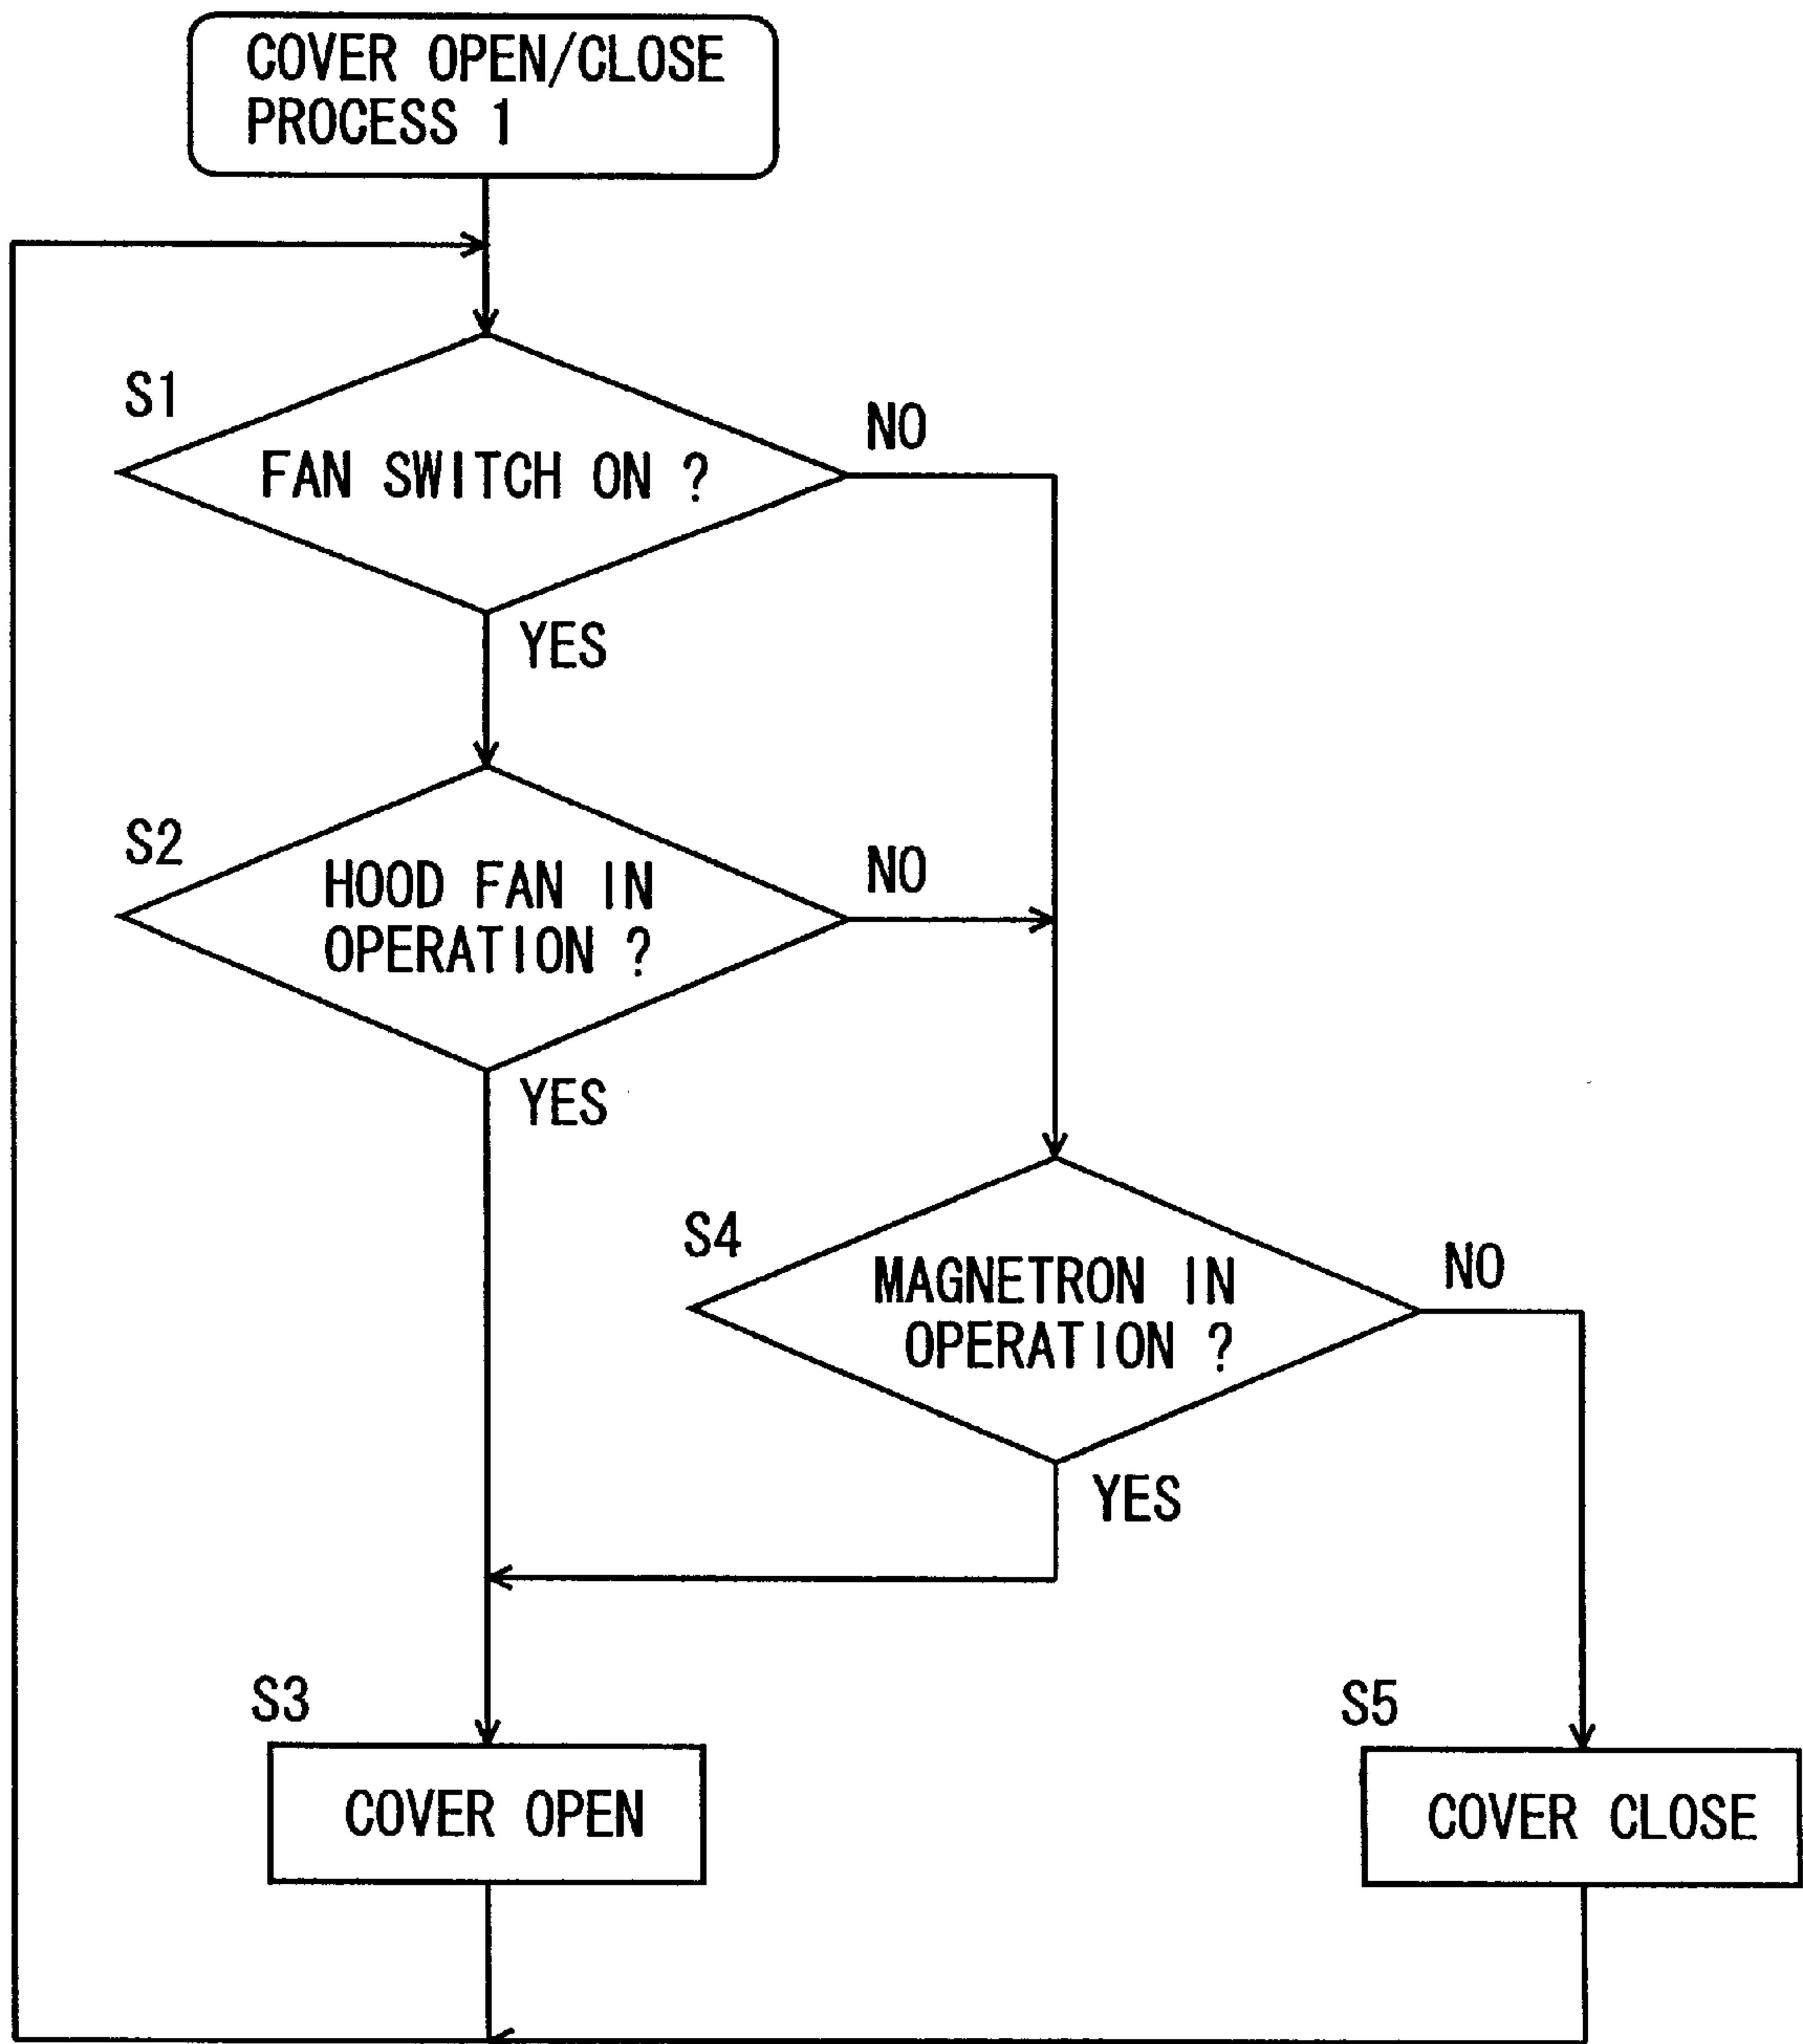 COVER OPEN/CLOSE
PROCESS 1
S1
NO
FAN SWITCH ON ?
YES
S2
NO
HOOD FAN IN
OPERATION ?
YES
S4
NO
MAGNETRON IN
OPERATION ?
YES
S3
S5
COVER OPEN
COVER CLOSE